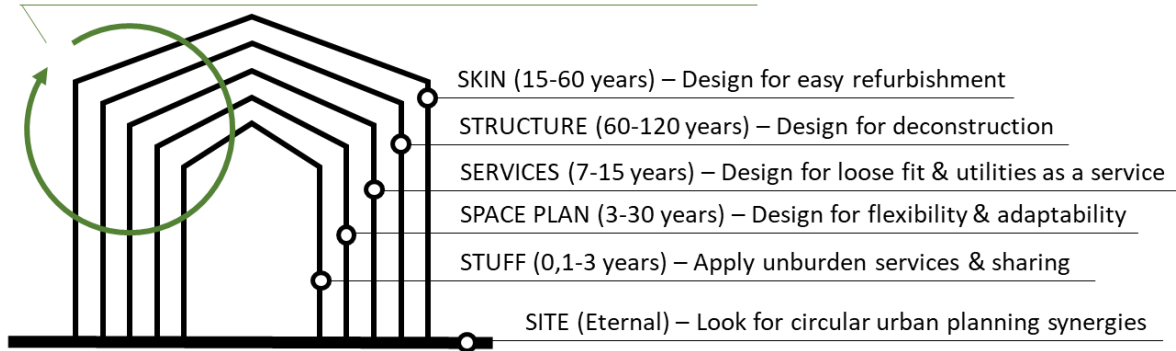 SKIN (15-60 years) – Design for easy refurbishment
STRUCTURE (60-120 years) – Design for deconstruction
SERVICES (7-15 years) – Design for loose fit & utilities as a service
SPACE PLAN (3-30 years) – Design for flexibility & adaptability
STUFF (0,1-3 years) – Apply unburden services & sharing
SITE (Eternal) – Look for circular urban planning synergies